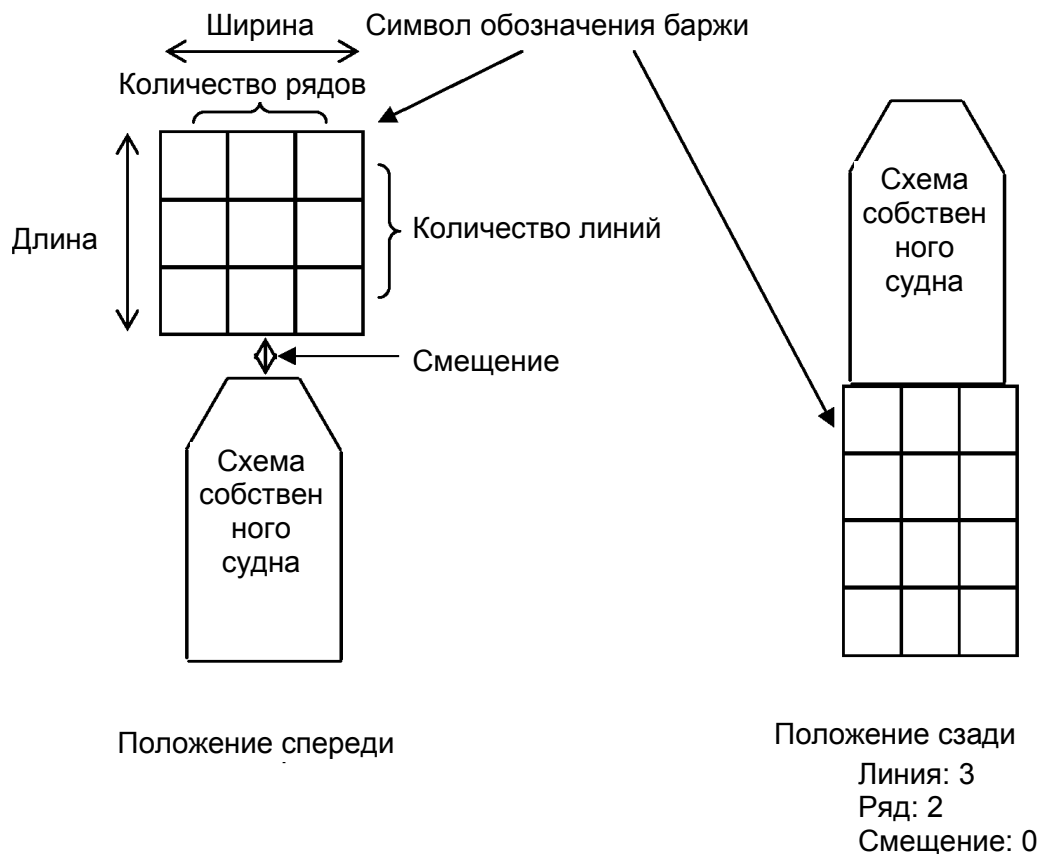 Ширина
Символ обозначения баржи
Количество рядов
Длина
Количество линий
Смещение
Схема
собствен
ного
судна
Положение спереди
Схема
собствен
ного
судна
Положение сзади
Линия: 3
Ряд: 2
Смещение: 0